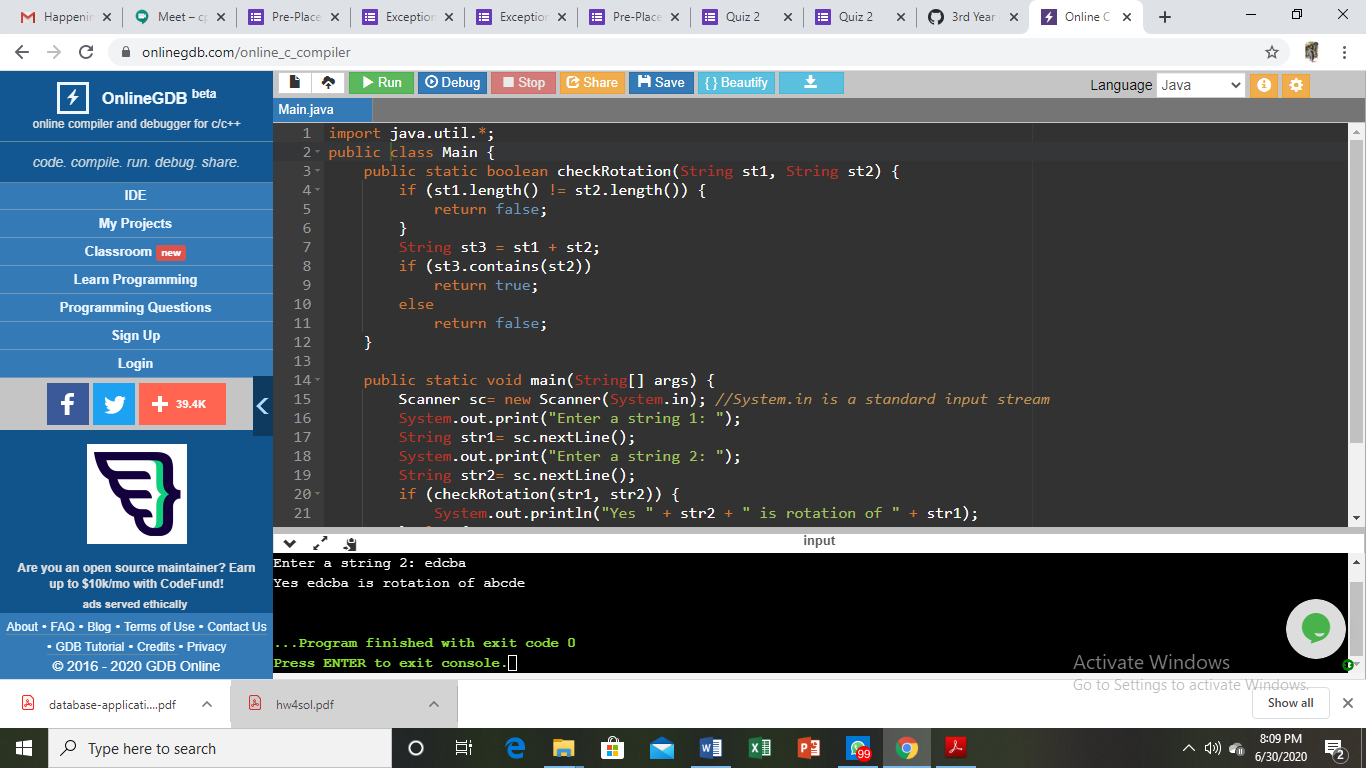 Happenin
Meet – cp
Pre-Place
Exception
Exception
Pre-Place
Quiz 2
Quiz 2
3rd Year
Online C
onlinegdb.com/online_c_compiler
OnlineGDB beta
online compiler and debugger for c/c++
code. compile. run. debug. share.
IDE
My Projects
Classroom new
Learn Programming
Programming Questions
Sign Up
Login
39.4K
Are you an open source maintainer? Earn
up to $10k/mo with CodeFund!
ads served ethically
About • FAQ • Blog • Terms of Use • Contact Us
• GDB Tutorial • Credits • Privacy
© 2016 - 2020 GDB Online
Run Debug Stop Share Save { } Beautify
Language Java
Main.java
1 import java.util.*;
2 public class Main {
3 public static boolean checkRotation(String st1, String st2) {
4 if (st1.length() != st2.length()) {
5 return false;
6 }
7 String st3 = st1 + st2;
8 if (st3.contains(st2))
9 return true;
10 else
11 return false;
12 }
13
14 public static void main(String[] args) {
15 Scanner sc= new Scanner(System.in); //System.in is a standard input stream
16 System.out.print("Enter a string 1: ");
17 String str1= sc.nextLine();
18 System.out.print("Enter a string 2: ");
19 String str2= sc.nextLine();
20 if (checkRotation(str1, str2)) {
21 System.out.println("Yes " + str2 + " is rotation of " + str1);
input
Enter a string 2: edcba
Yes edcba is rotation of abcde
...Program finished with exit code 0
Press ENTER to exit console.
Activate Windows
Go to Settings to activate Windows.
database-applicati....pdf
hw4sol.pdf
Show all
Type here to search
99
8:09 PM
6/30/2020
2